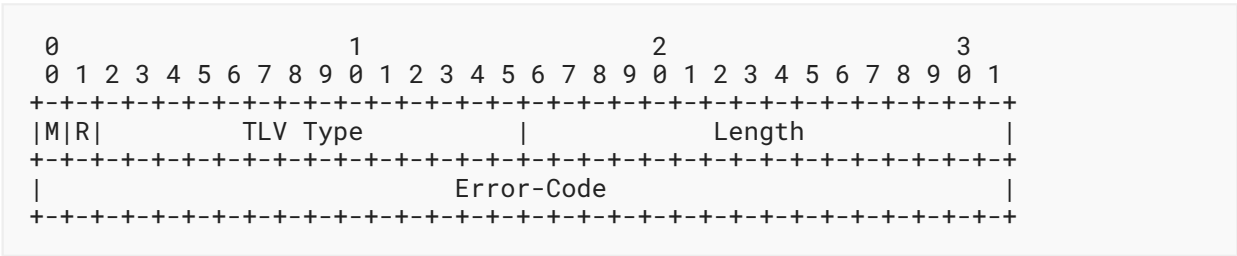 0                   1                   2                   3
 0 1 2 3 4 5 6 7 8 9 0 1 2 3 4 5 6 7 8 9 0 1 2 3 4 5 6 7 8 9 0 1
+-+-+-+-+-+-+-+-+-+-+-+-+-+-+-+-+-+-+-+-+-+-+-+-+-+-+-+-+-+-+-+-+
|M|R|         TLV Type          |            Length             |
+-+-+-+-+-+-+-+-+-+-+-+-+-+-+-+-+-+-+-+-+-+-+-+-+-+-+-+-+-+-+-+-+
|                           Error-Code                          |
+-+-+-+-+-+-+-+-+-+-+-+-+-+-+-+-+-+-+-+-+-+-+-+-+-+-+-+-+-+-+-+-+